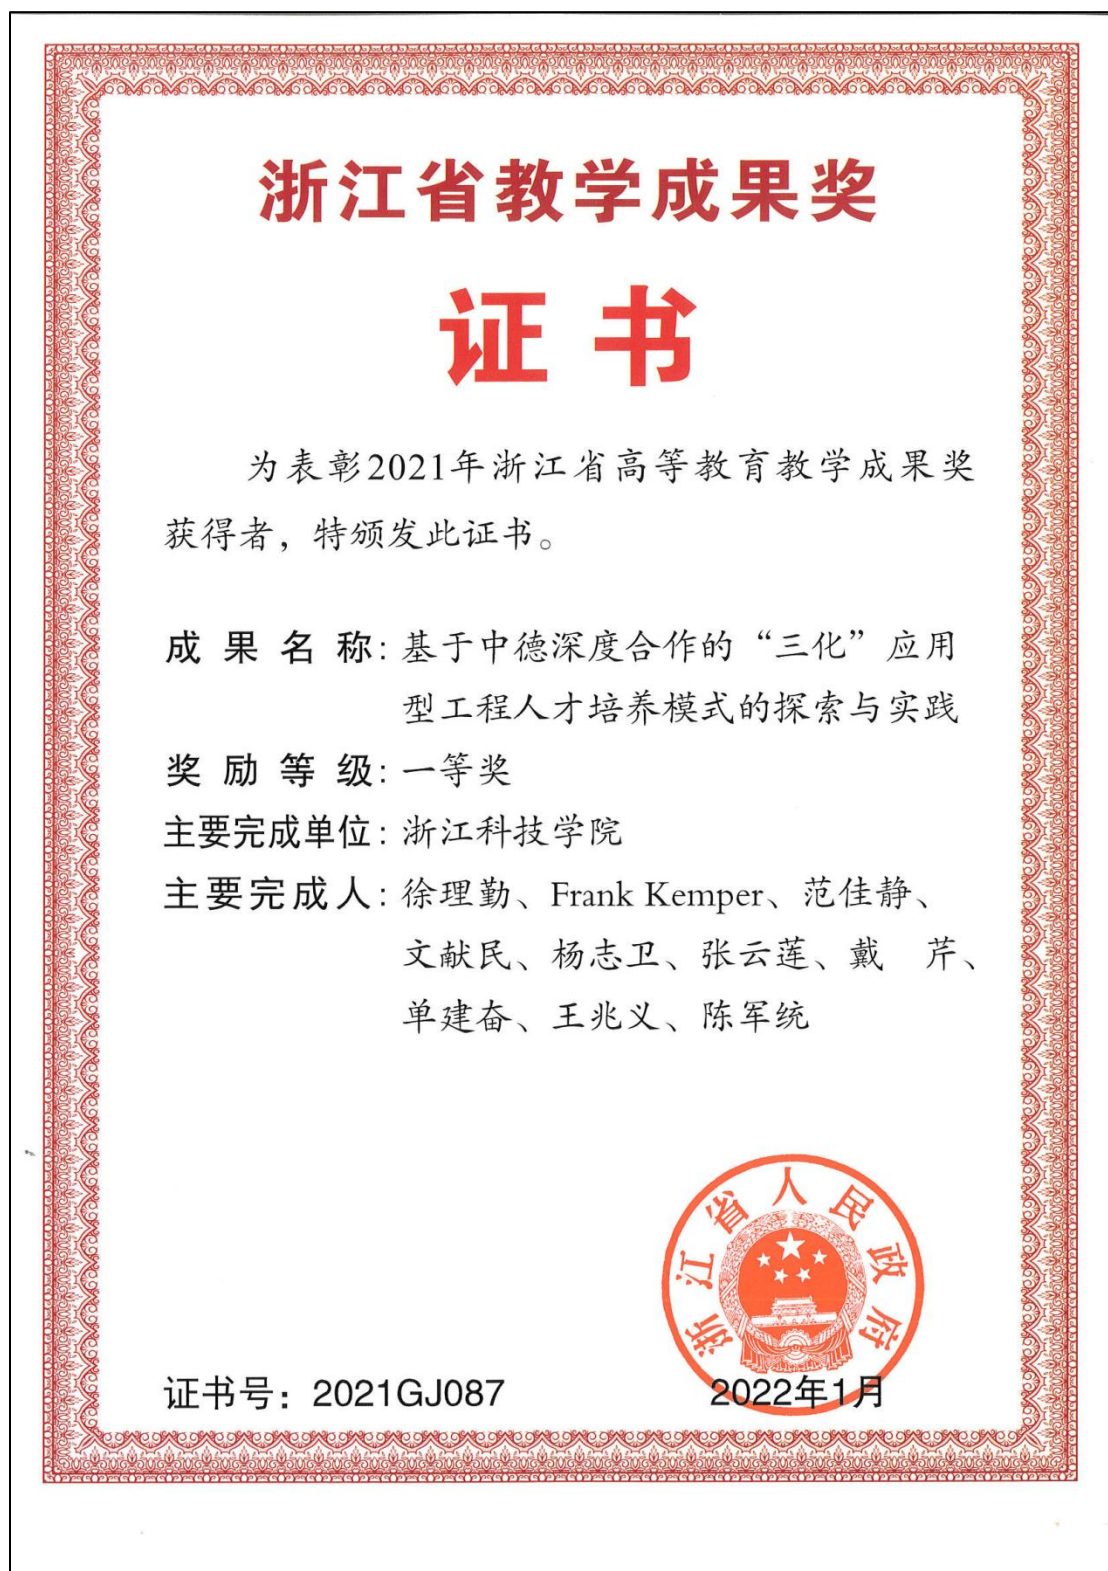 浙江省教学成果奖
证书
为表彰2021年浙江省高等教育教学成果奖
获得者，特颁发此证书。
成果名称：基于中德深度合作的“三化”应用
型工程人才培养模式的探索与实践
奖励等级：一等奖
主要完成单位：浙江科技学院
主要完成人：徐理勤、Frank Kemper、范佳静、
文献民、杨志卫、张云莲、戴　芹、
单建奋、王兆义、陈军统
浙江省人民政府
证书号：2021GJ087
2022年1月